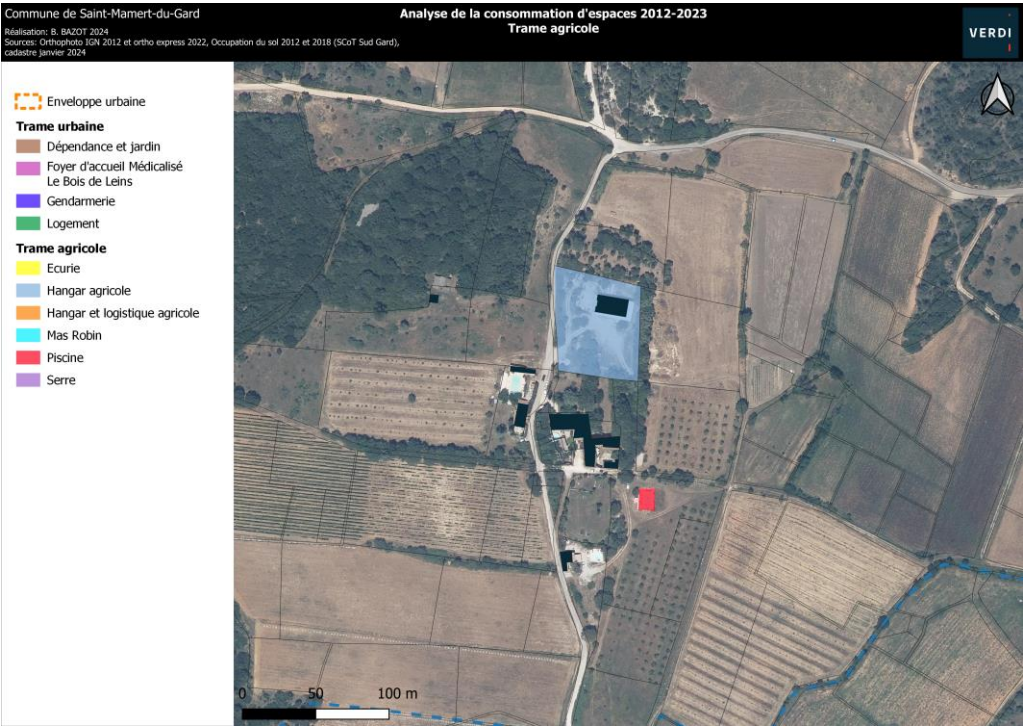 Commune de Saint-Mamert-du-Gard
Réalisation: B. BAZOT 2024
Sources: Orthophoto IGN 2012 et ortho express 2022, Occupation du sol 2012 et 2018 (SCoT Sud Gard),
cadastre janvier 2024
Analyse de la consommation d'espaces 2012-2023
Trame agricole
VERDI
Enveloppe urbaine
Trame urbaine
Dépendance et jardin
Foyer d'accueil Médicalisé
Le Bois de Leins
Gendarmerie
Logement
Trame agricole
Ecurie
Hangar agricole
Hangar et logistique agricole
Mas Robin
Piscine
Serre
0 50 100 m